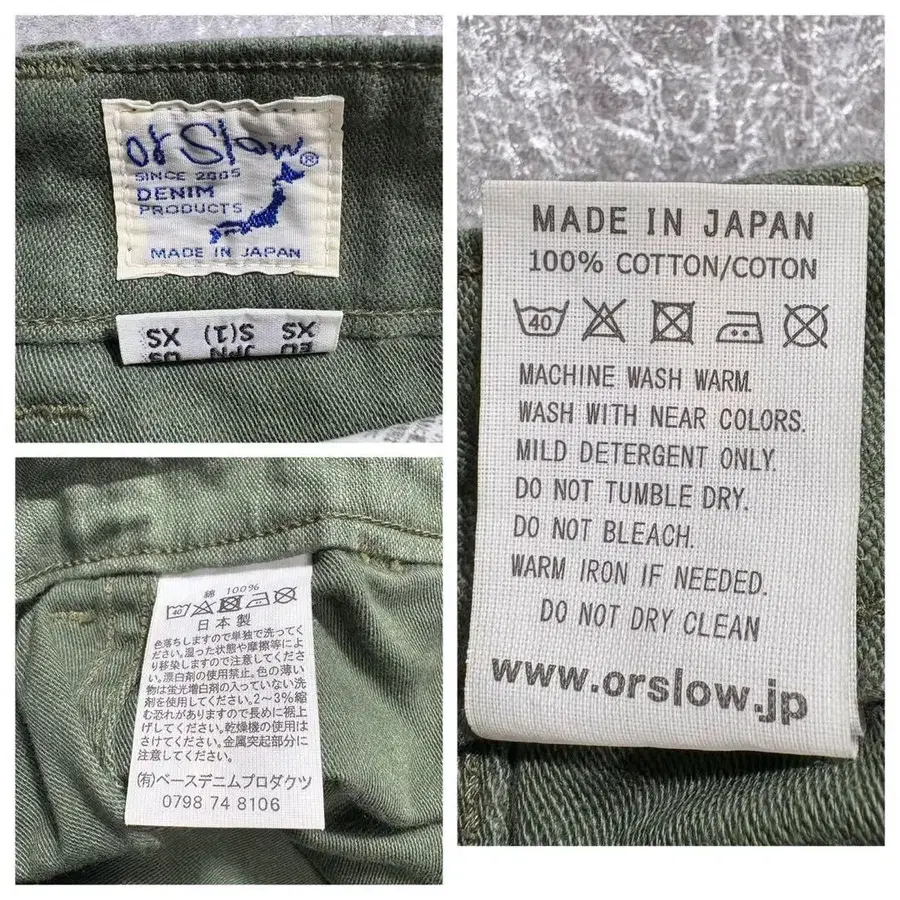 or Slow ®
SINCE 2005
DENIM
PRODUCTS
MADE IN JAPAN
XS S(1) XS
EU JPN US
綿 100%
40
日本製
色落ちしますので単独で洗ってく
ださい。湿った状態や摩擦等によ
り移染しますので注意してくださ
い。漂白剤の使用禁止。色の薄い
物は蛍光増白剤の入っていない洗
剤を使用してください。2~3%縮
む恐れがありますので長めに裾上
げしてください。乾燥機の使用は
さけてください。金属突起部分に
注意してください。
(有)ベースデニムプロダクツ
0798 74 8106
MADE IN JAPAN
100% COTTON/COTON
40
MACHINE WASH WARM.
WASH WITH NEAR COLORS.
MILD DETERGENT ONLY.
DO NOT TUMBLE DRY.
DO NOT BLEACH.
WARM IRON IF NEEDED.
DO NOT DRY CLEAN
www.orslow.jp